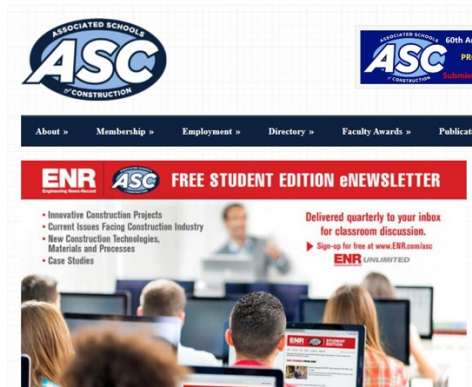 ASSOCIATED SCHOOLS
ASC
of CONSTRUCTION
ASSOCIATED SCHOOLS
ASC
of CONSTRUCTION
60th A
PR
Submi
About » Membership » Employment » Directory » Faculty Awards » Publicat
ENR
Engineering News-Record
ASC
FREE STUDENT EDITION eNEWSLETTER
• Innovative Construction Projects
• Current Issues Facing Construction Industry
• New Construction Technologies,
Materials and Processes
• Case Studies
Delivered quarterly to your inbox
for classroom discussion.
Sign-up for free at www.ENR.com/asc
ENR UNLIMITED
ENR STUDENT
EDITION